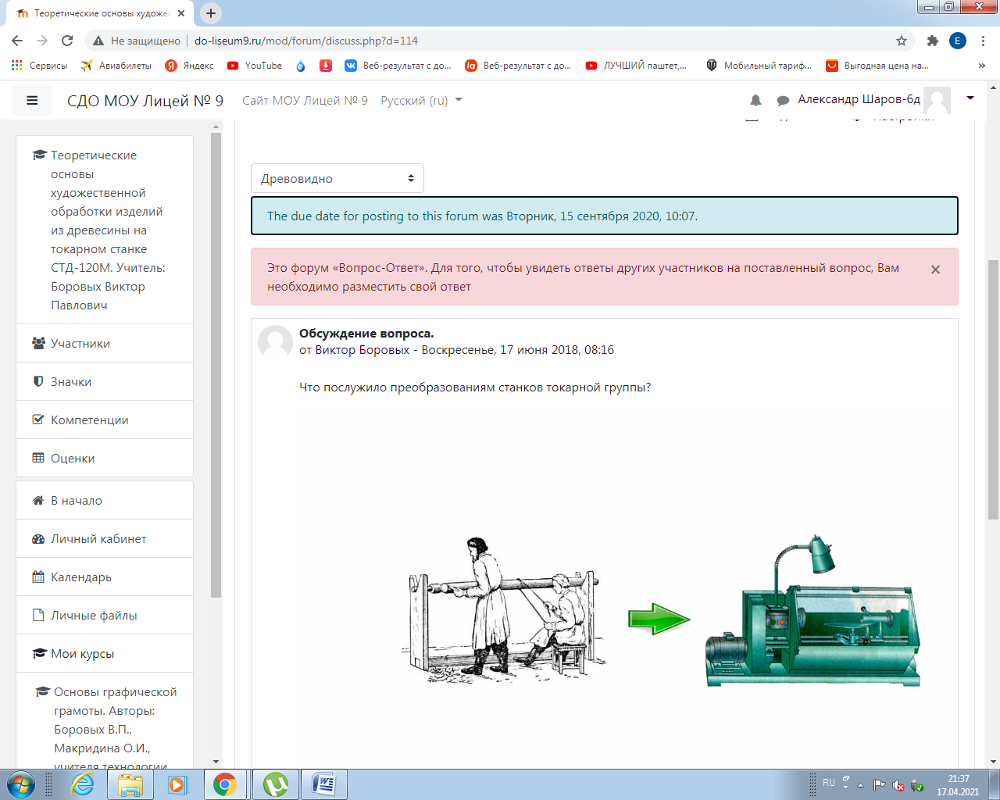 Теоретические основы художес
Не защищено
do-liseum9.ru/mod/forum/discuss.php?d=114
E
Сервисы
Авиабилеты
Яндекс
YouTube
Веб-результат с до...
Веб-результат с до...
ЛУЧШИЙ паштет,...
Мобильный тариф...
Выгодная цена на...
»
СДО МОУ Лицей № 9
Сайт МОУ Лицей № 9
Русский (ru)
Александр Шаров-6д
Теоретические
основы
художественной
обработки изделий
из древесины на
токарном станке
СТД-120М. Учитель:
Боровых Виктор
Павлович
Участники
Значки
Компетенции
Оценки
В начало
Личный кабинет
Календарь
Личные файлы
Мои курсы
Основы графической
грамоты. Авторы:
Боровых В.П.,
Макридина О.И.,
учителя технологии
Древовидно
The due date for posting to this forum was Вторник, 15 сентября 2020, 10:07.
Это форум «Вопрос-Ответ». Для того, чтобы увидеть ответы других участников на поставленный вопрос, Вам
необходимо разместить свой ответ
Обсуждение вопроса.
от Виктор Боровых - Воскресенье, 17 июня 2018, 08:16
Что послужило преобразованиям станков токарной группы?
RU
21:37
17.04.2021